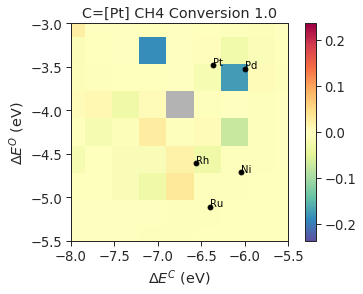 C=[Pt] CH4 Conversion 1.0
−3.0
−3.5
−4.0
−4.5
−5.0
−5.5
ΔE^O (eV)
Pt
Pd
Rh
Ni
Ru
−8.0 −7.5 −7.0 −6.5 −6.0 −5.5
ΔE^C (eV)
0.2
0.1
0.0
−0.1
−0.2